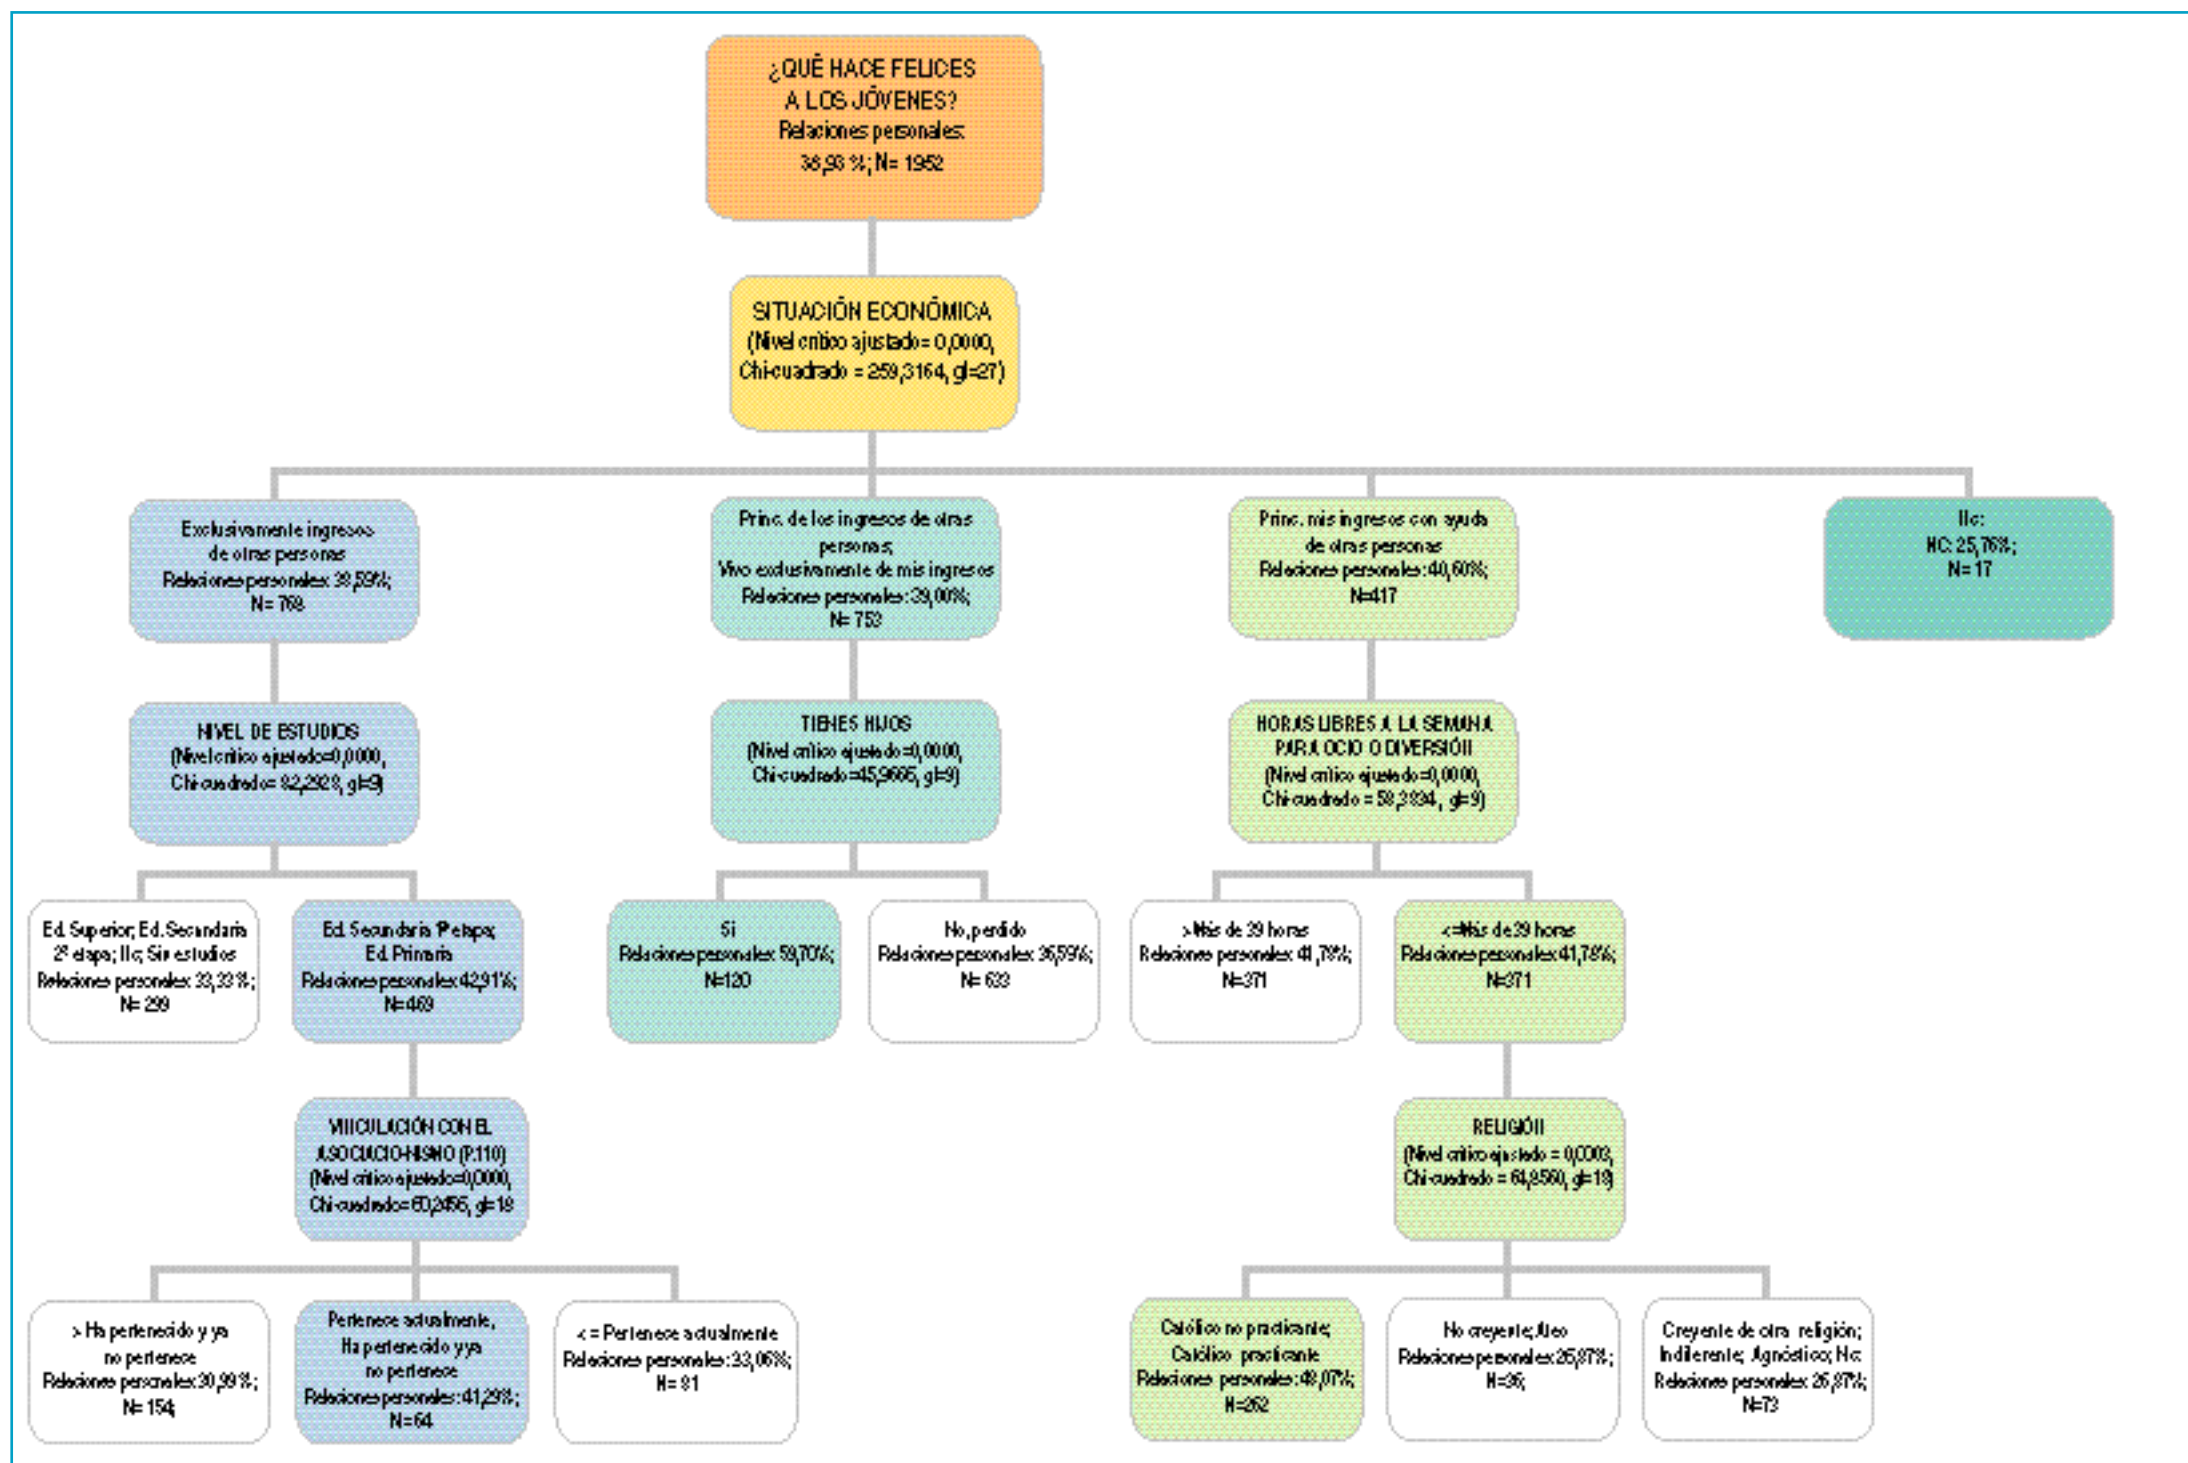 ¿QUÉ HACE FELICES
A LOS JÓVENES?
Relaciones personales:
38,93 %; N= 1952
SITUACIÓN ECONÓMICA
(Nivel crítico ajustado= 0,0000,
Chi-cuadrado = 259,3164, gl=27)
Exclusivamente ingresos
de otras personas
Relaciones personales: 38,59%;
N= 768
Princ. de los ingresos de otras
personas;
Vivo exclusivamente de mis ingresos
Relaciones personales: 39,00%;
N= 753
Princ. mis ingresos con ayuda
de otras personas
Relaciones personales: 40,60%;
N=417
Nc:
NC: 25,76%;
N= 17
NIVEL DE ESTUDIOS
(Nivel crítico ajustado=0,0000,
Chi-cuadrado= 82,2928, gl=9)
TIENES HIJOS
(Nivel crítico ajustado=0,0000,
Chi-cuadrado=45,9665, gl=9)
HORAS LIBRES A LA SEMANA
PARA OCIO O DIVERSIÓN
(Nivel crítico ajustado=0,0000,
Chi-cuadrado = 58,3834, gl=9)
Ed. Superior; Ed. Secundaria
2ª etapa; Nc; Sin estudios
Relaciones personales: 33,33%;
N= 299
Ed. Secundaria 1ª etapa;
Ed. Primaria
Relaciones personales: 42,91%;
N=469
Sí
Relaciones personales: 59,70%;
N=120
No, perdido
Relaciones personales: 36,59%;
N= 633
>Más de 39 horas
Relaciones personales: 41,78%;
N=371
<=Más de 39 horas
Relaciones personales: 41,78%;
N=371
VINCULACIÓN CON EL
ASOCIACIO-NISMO (P.110)
(Nivel crítico ajustado=0,0000,
Chi-cuadrado= 60,2456, gl=18
RELIGIÓN
(Nivel crítico ajustado = 0,0003,
Chi-cuadrado = 64,8560, gl=18)
> Ha pertenecido y ya
no pertenece
Relaciones personales: 30,99%;
N= 154;
Pertenece actualmente,
Ha pertenecido y ya
no pertenece
Relaciones personales: 41,29%;
N=64
< = Pertenece actualmente
Relaciones personales: 33,06%;
N= 81
Católico no practicante;
Católico practicante
Relaciones personales: 48,07%;
N=262
No creyente; Ateo
Relaciones personales: 26,87%;
N=36;
Creyente de otra religión;
Indiferente; Agnóstico; Nc:
Relaciones personales: 26,87%;
N=73